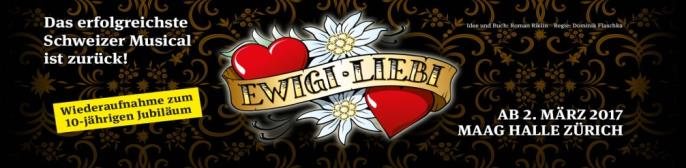 Das erfolgreichste
Schweizer Musical
ist zurück!
Wiederaufnahme zum
10-jährigen Jubiläum
EWIGI · LIEBI
Idee und Buch: Roman Riklin - Regie: Dominik Flaschka
AB 2. MÄRZ 2017
MAAG HALLE ZÜRICH